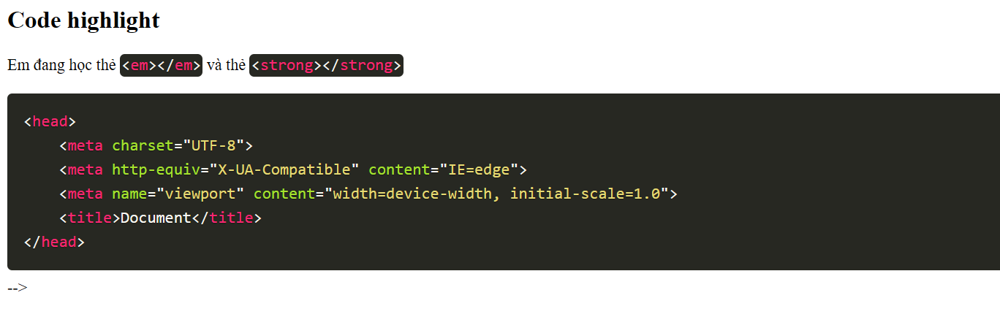 Code highlight
Em đang học thẻ <em></em> và thẻ <strong></strong>
<head>
    <meta charset="UTF-8">
    <meta http-equiv="X-UA-Compatible" content="IE=edge">
    <meta name="viewport" content="width=device-width, initial-scale=1.0">
    <title>Document</title>
</head>
-->